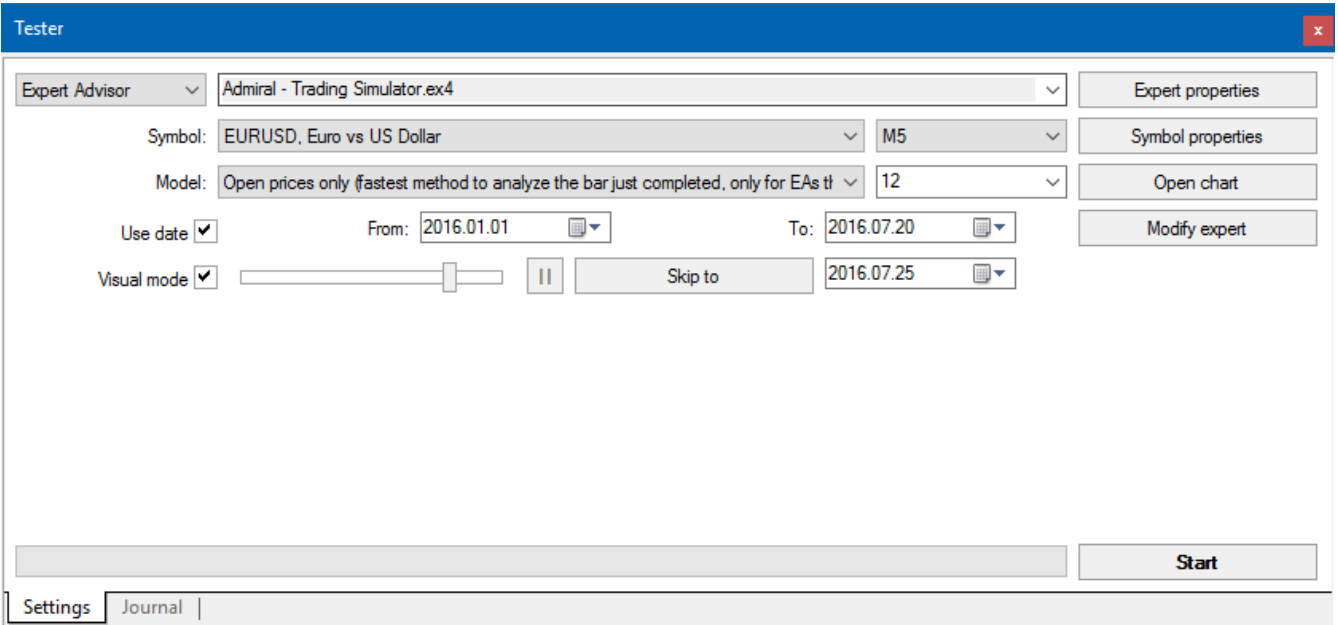 Tester
x
Expert Advisor Admiral - Trading Simulator.ex4 Expert properties
Symbol: EURUSD, Euro vs US Dollar M5 Symbol properties
Model: Open prices only (fastest method to analyze the bar just completed, only for EAs th 12 Open chart
Use date From: 2016.01.01 To: 2016.07.20 Modify expert
Visual mode Skip to 2016.07.25
Start
Settings Journal